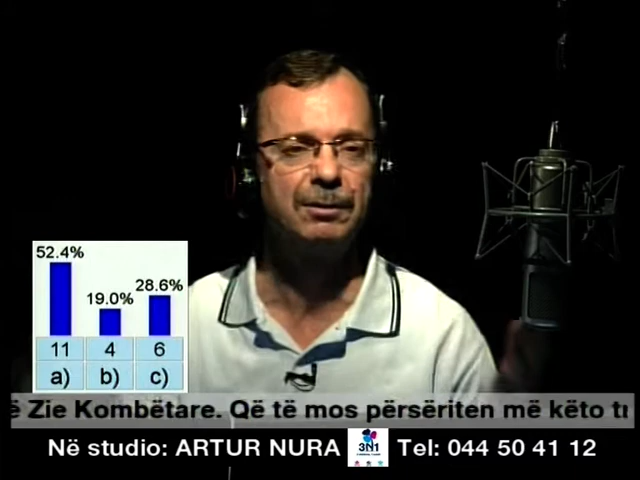 52.4%
19.0%
28.6%
11 4 6
a) b) c)
Zie Kombëtare. Që të mos përsëriten më këto
Në studio: ARTUR NURA 3N1 Tel: 044 50 41 12